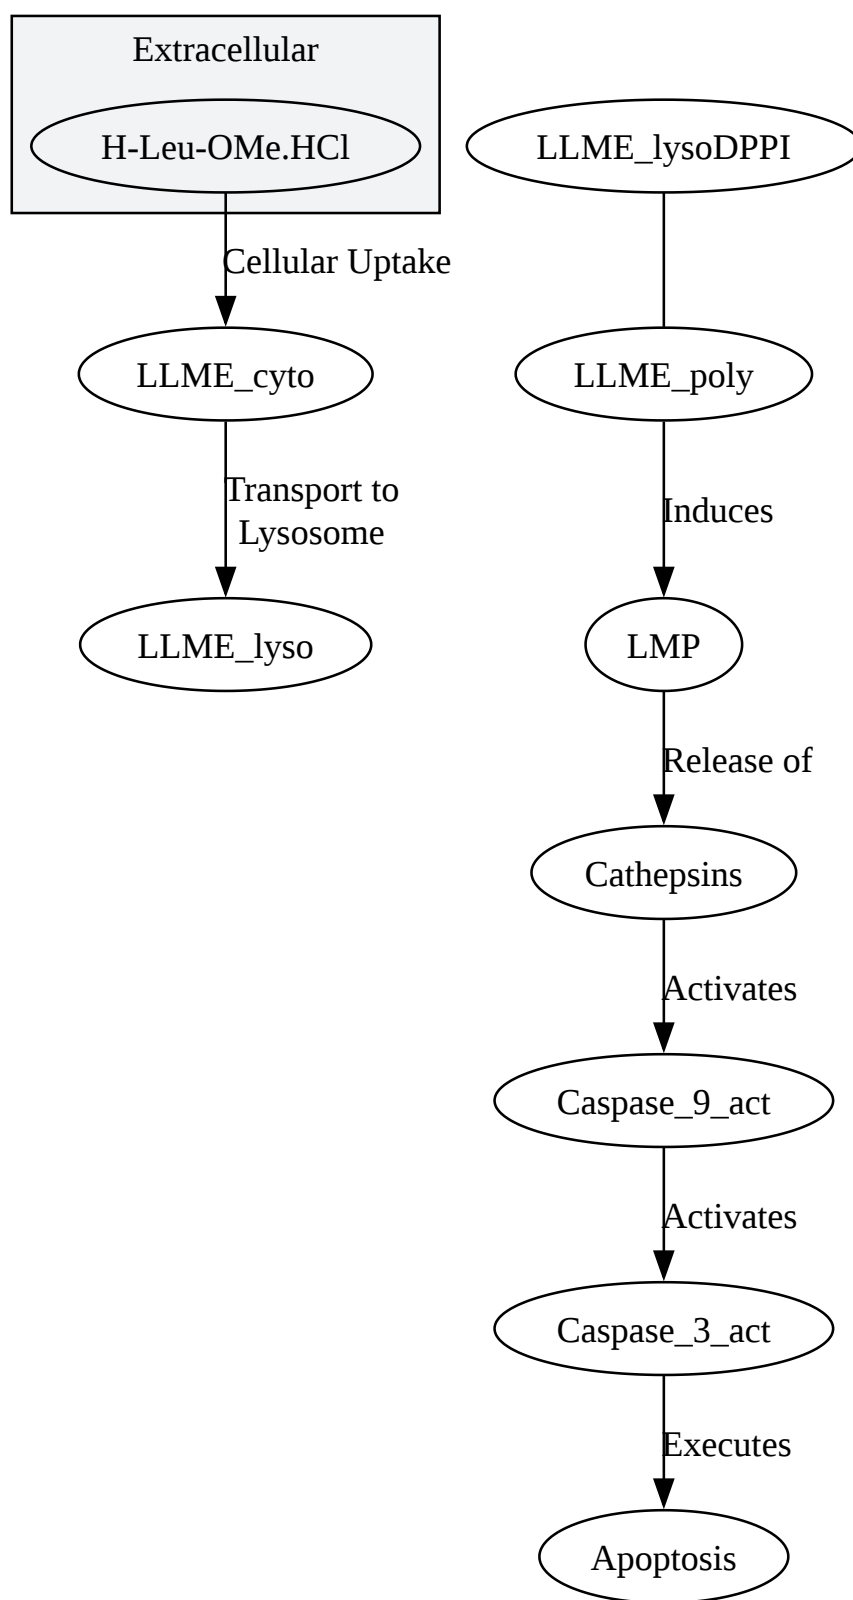 Extracellular
H-Leu-OMe.HCl
LLME_lysoDPPI
Cellular Uptake
LLME_cyto
LLME_poly
Transport to
Lysosome
Induces
LLME_lyso
LMP
Release of
Cathepsins
Activates
Caspase_9_act
Activates
Caspase_3_act
Executes
Apoptosis